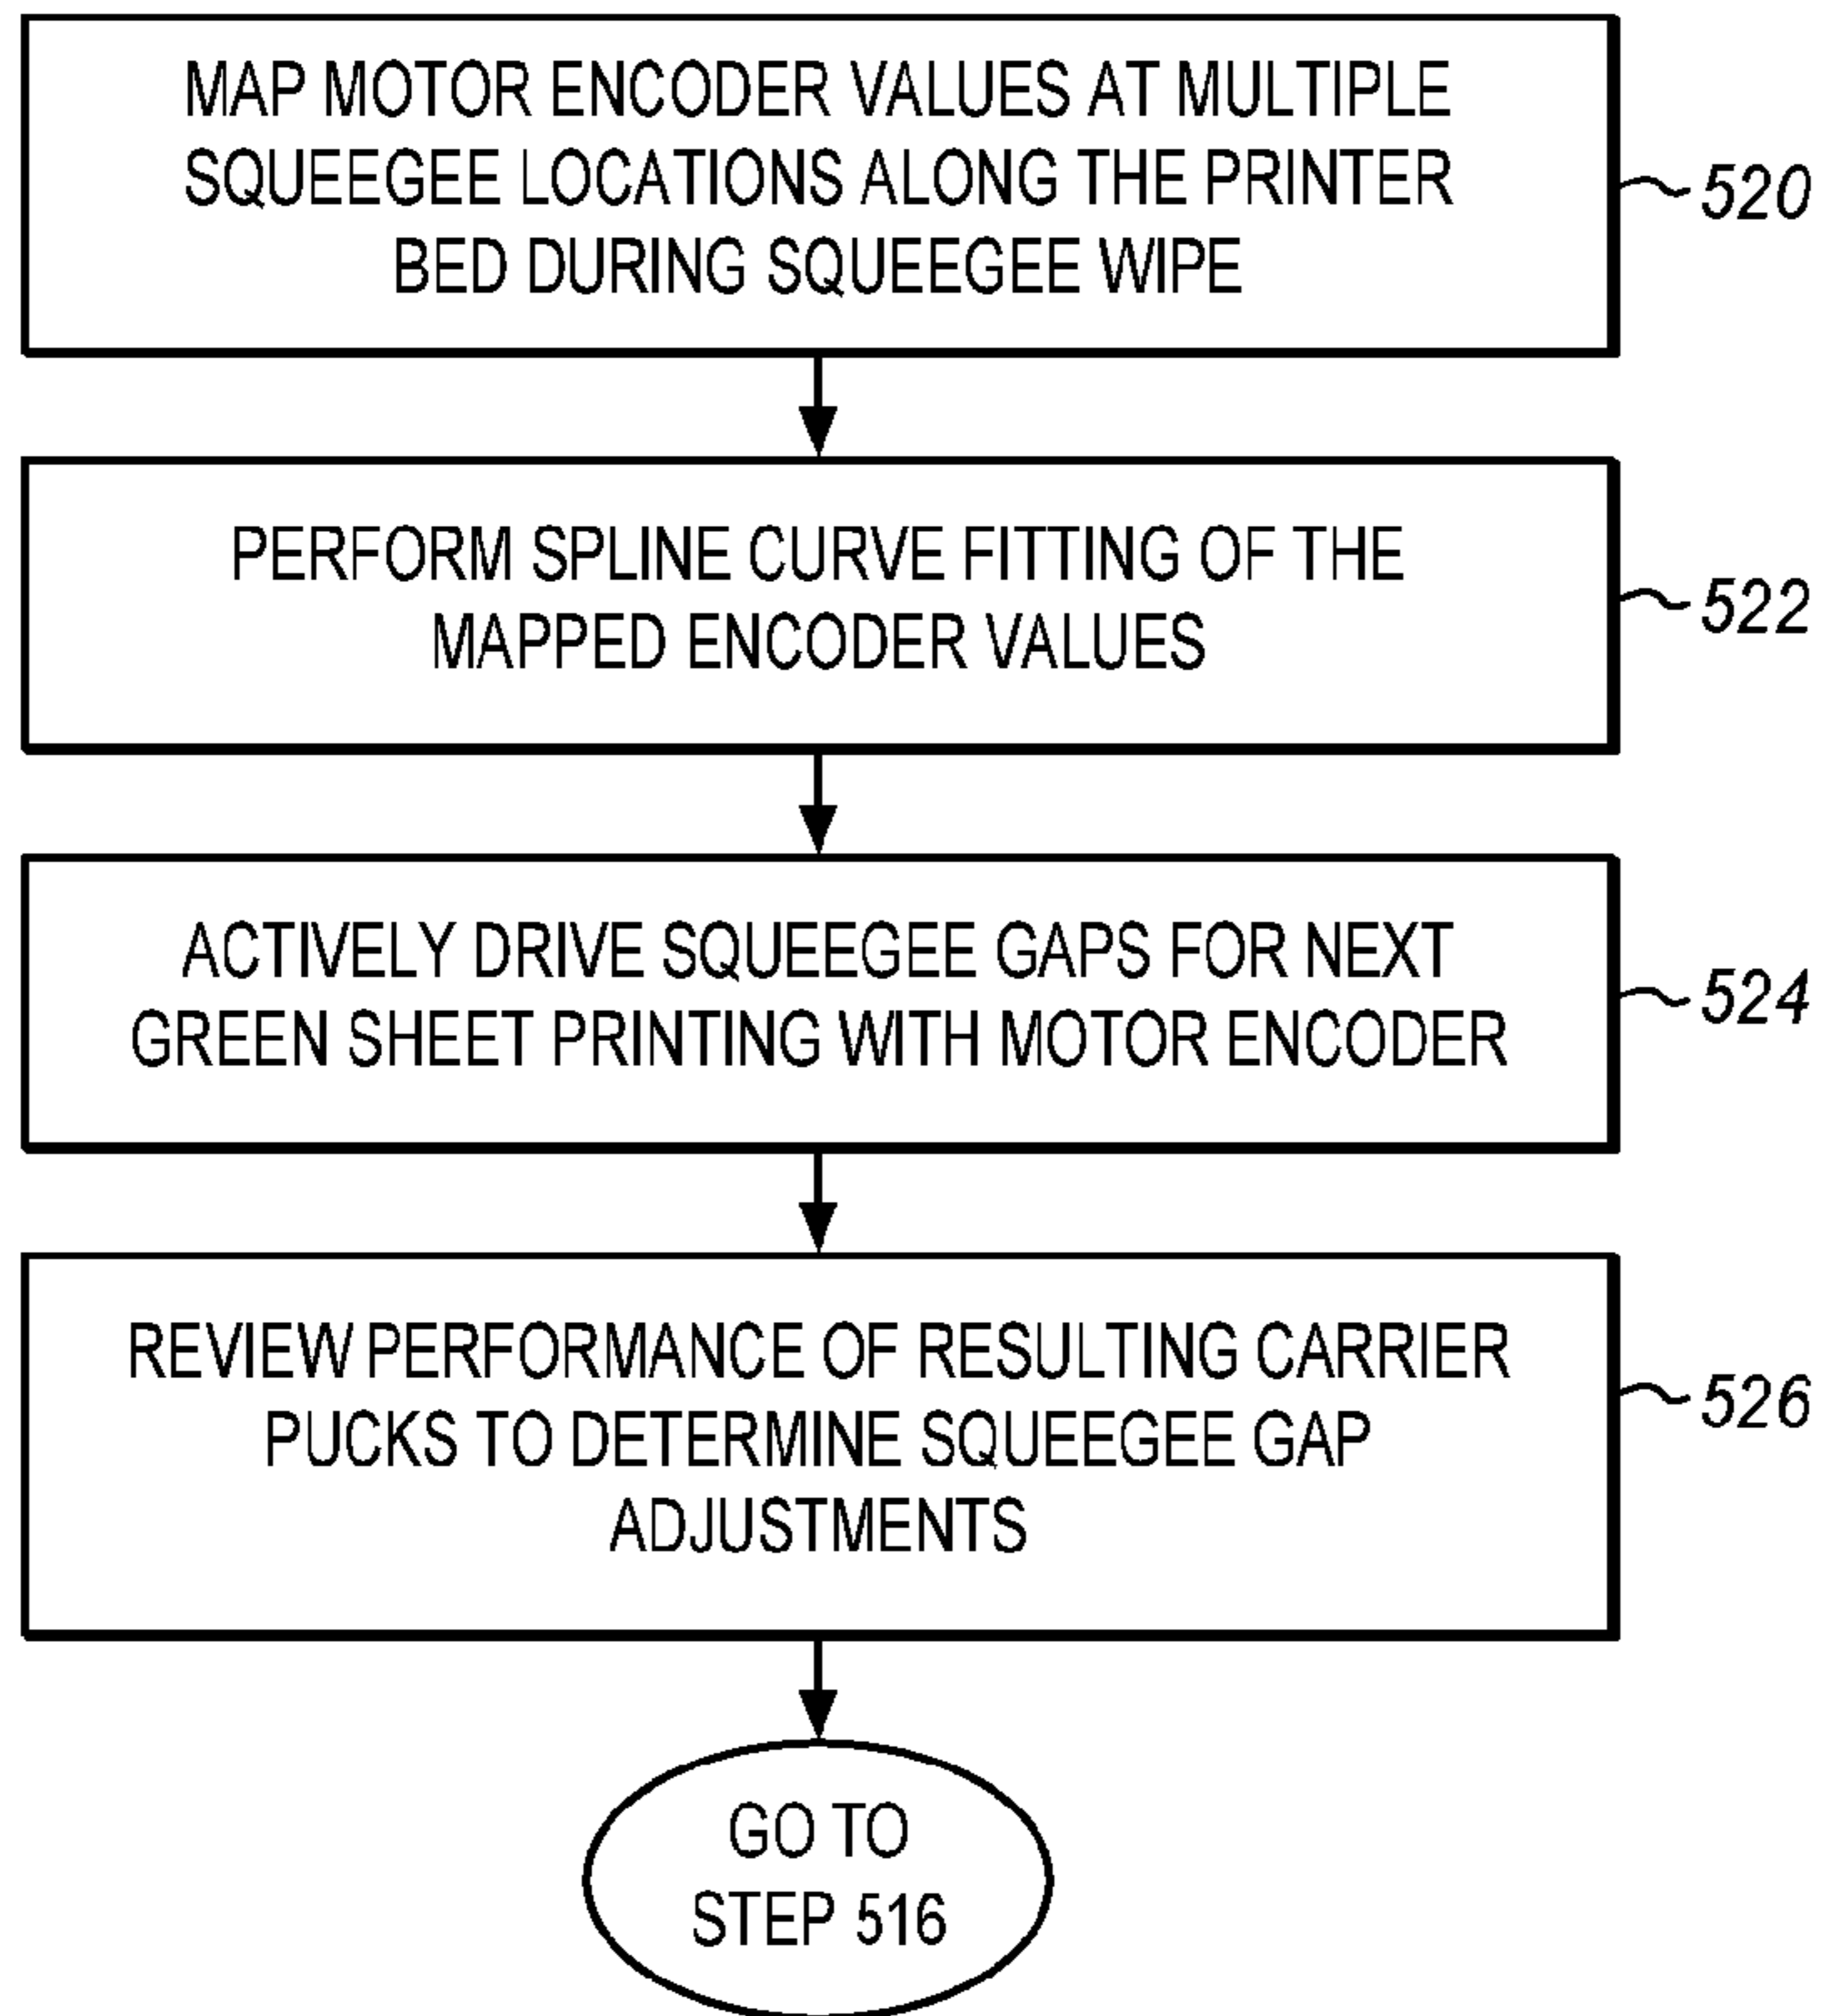 MAP MOTOR ENCODER VALUES AT MULTIPLE
SQUEEGEE LOCATIONS ALONG THE PRINTER
BED DURING SQUEEGEE WIPE
520
PERFORM SPLINE CURVE FITTING OF THE
MAPPED ENCODER VALUES
522
ACTIVELY DRIVE SQUEEGEE GAPS FOR NEXT
GREEN SHEET PRINTING WITH MOTOR ENCODER
524
REVIEW PERFORMANCE OF RESULTING CARRIER
PUCKS TO DETERMINE SQUEEGEE GAP
ADJUSTMENTS
526
GO TO
STEP 516